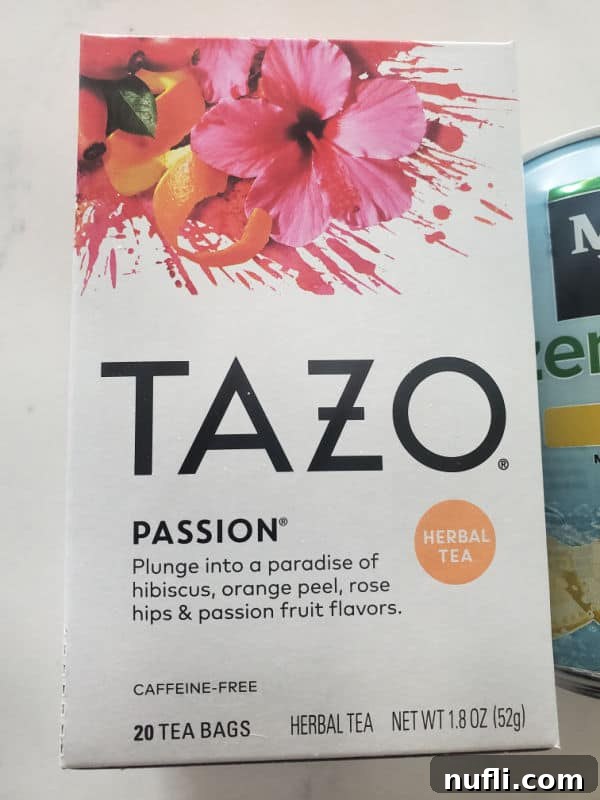 TAZO®
PASSION®
Plunge into a paradise of
hibiscus, orange peel, rose
hips & passion fruit flavors.
HERBAL
TEA
CAFFEINE-FREE
20 TEA BAGS HERBAL TEA NET WT 1.8 OZ (52g)
M
zer
nufli.com